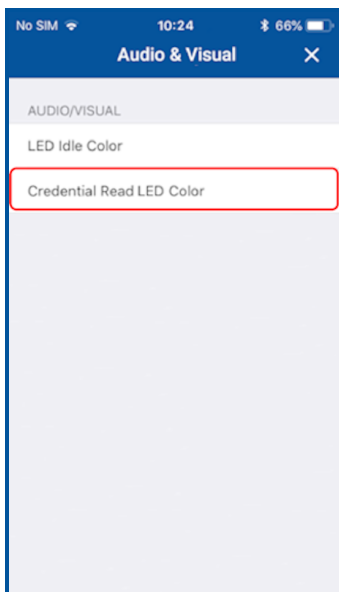 No SIM 10:24 66%
Audio & Visual
AUDIO/VISUAL
LED Idle Color
Credential Read LED Color